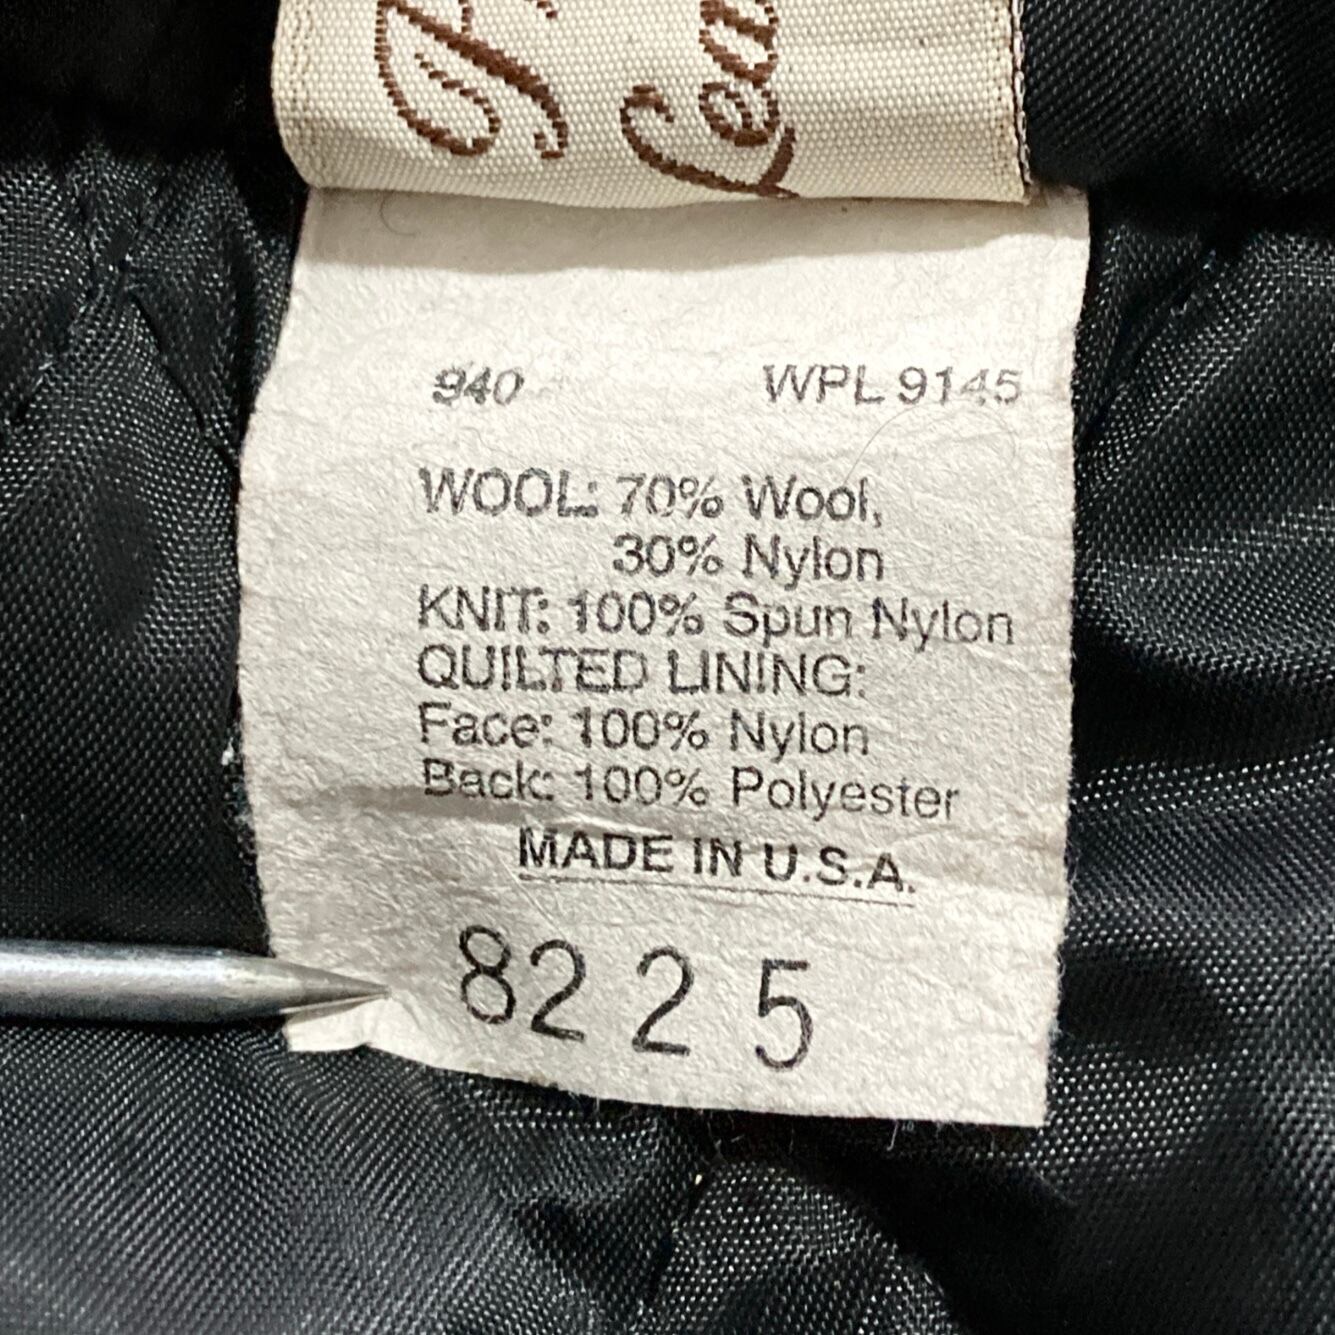 940 WPL 9145
WOOL: 70% Wool,
30% Nylon
KNIT: 100% Spun Nylon
QUILTED LINING:
Face: 100% Nylon
Back: 100% Polyester
MADE IN U.S.A.
82 2 5